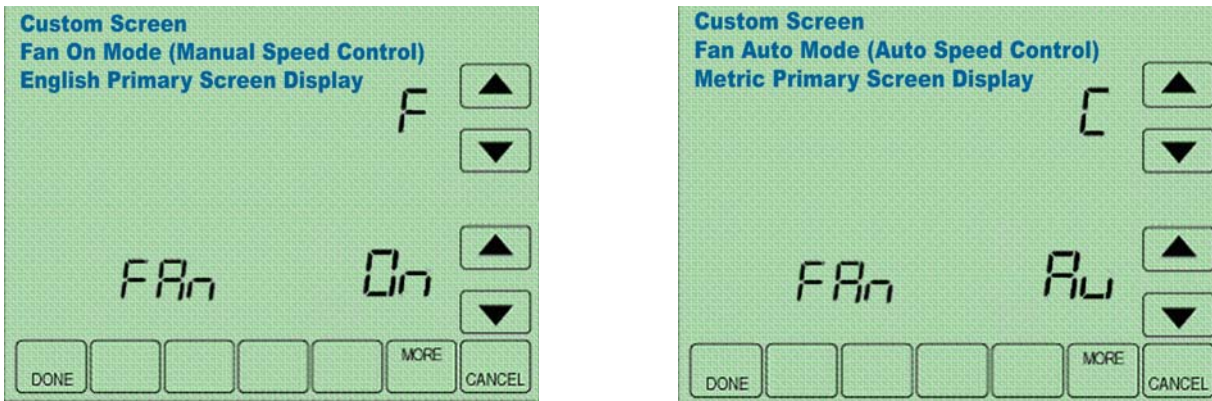 Custom Screen
Fan On Mode (Manual Speed Control)
English Primary Screen Display
F
FAn On
MORE
DONE
CANCEL
Custom Screen
Fan Auto Mode (Auto Speed Control)
Metric Primary Screen Display
C
FAn Au
MORE
DONE
CANCEL